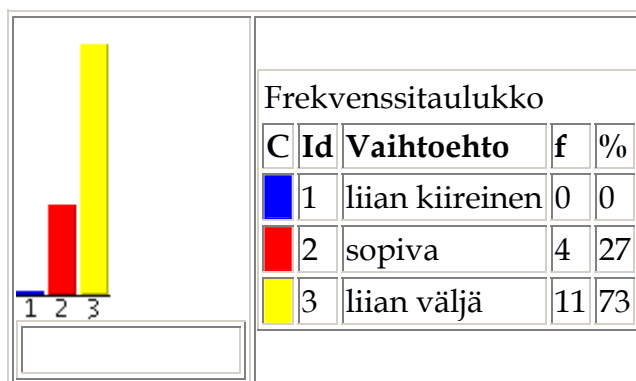 1 2 3
Frekvenssitaulukko
C Id Vaihtoehto f %
1 liian kiireinen 0 0
2 sopiva 4 27
3 liian väljä 11 73